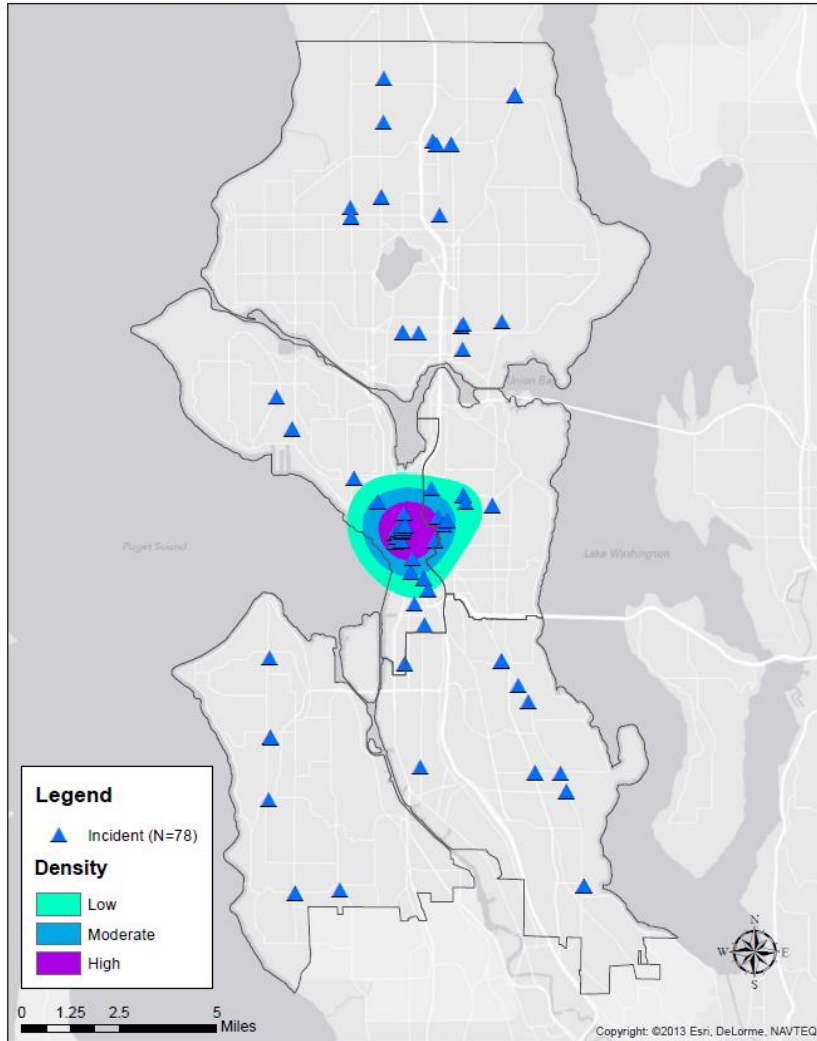 Union Bay
Puget Sound
Lake Washington
Legend
Incident (N=78)
Density
Low
Moderate
High
N
W E
S
0 1.25 2.5 5
Miles
Copyright: ©2013 Esri, DeLorme, NAVTEQ